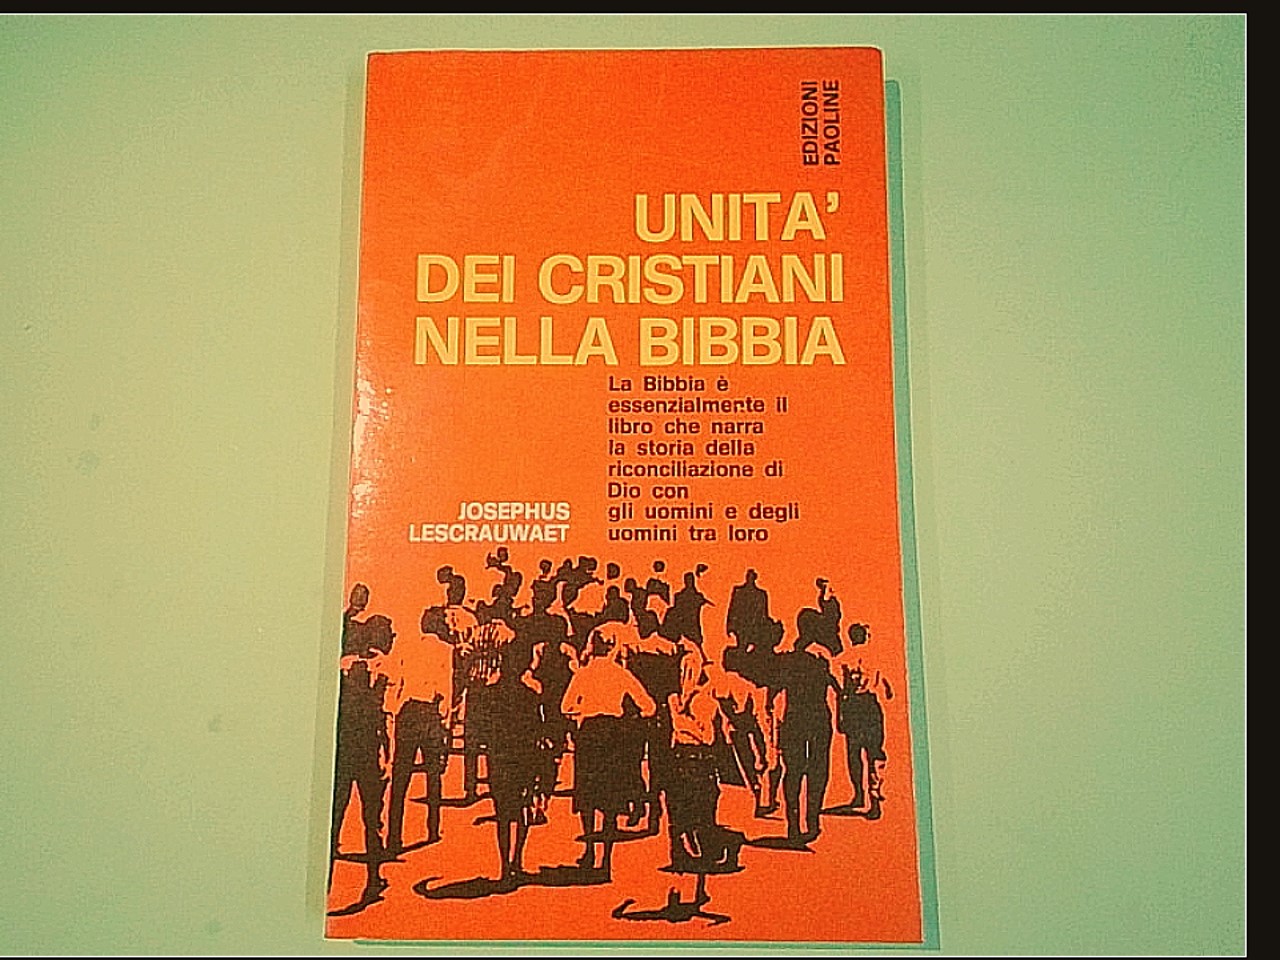 EDIZIONI
PAOLINE
UNITA'
DEI CRISTIANI
NELLA BIBBIA
La Bibbia è
essenzialmente il
libro che narra
la storia della
riconciliazione di
Dio con
gli uomini e degli
uomini tra loro
JOSEPHUS
LESCRAUWAET